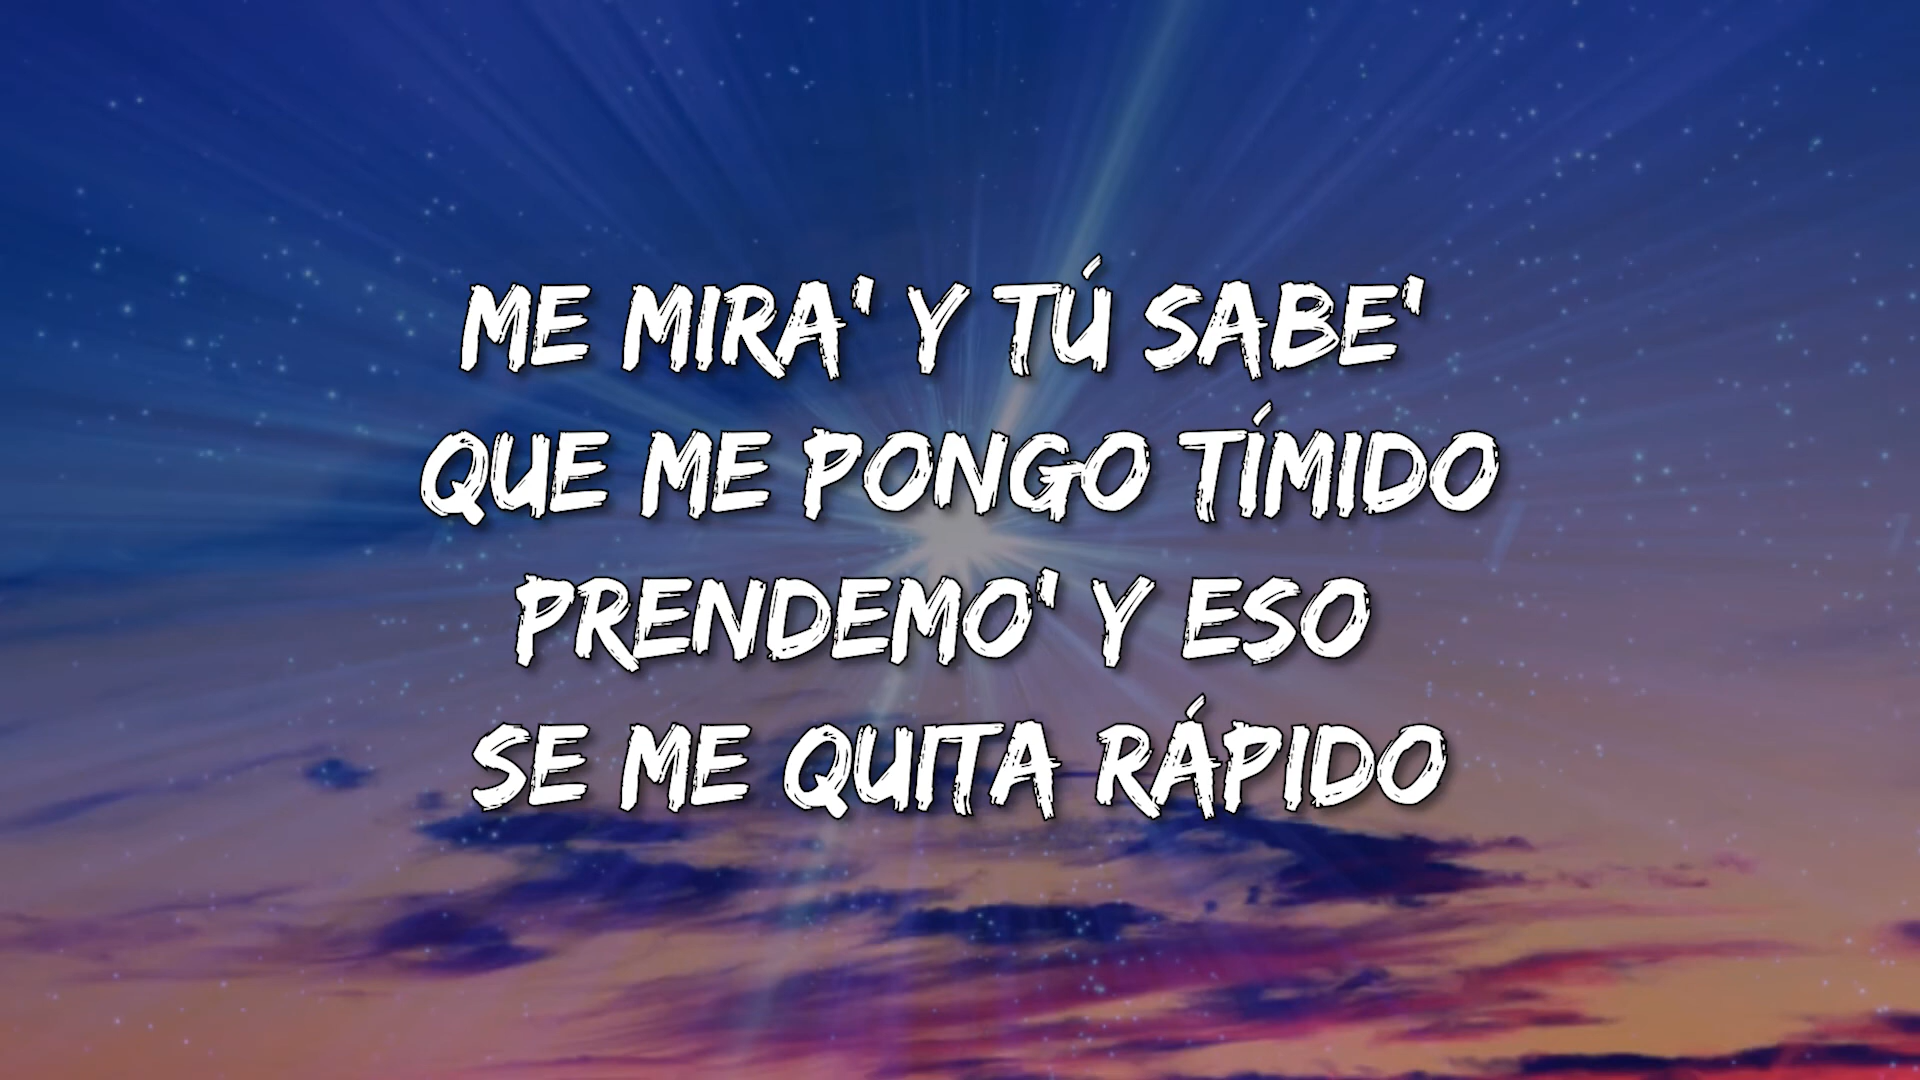 ME MIRA' Y TÚ SABE'
QUE ME PONGO TÍMIDO
PRENDEMO' Y ESO
SE ME QUITA RÁPIDO